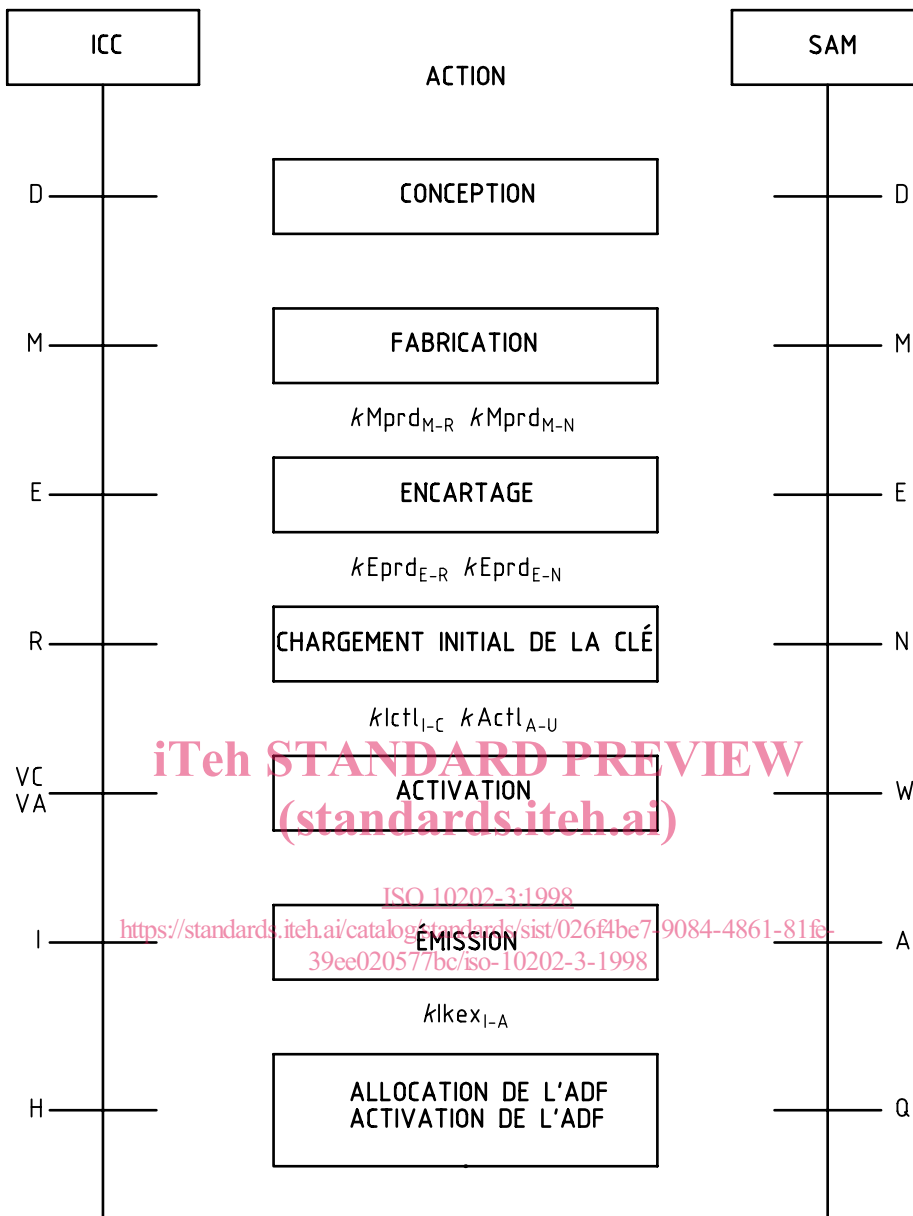 ICC
SAM
ACTION
D
CONCEPTION
D
M
FABRICATION
M
kMprdM-R kMprdM-N
E
ENCARTAGE
E
kEprdE-R kEprdE-N
R
CHARGEMENT INITIAL DE LA CLÉ
N
kIctlI-C kActlA-U
iTeh STANDARD PREVIEW
VC
VA
ACTIVATION
W
(standards.iteh.ai)
ISO 10202-3:1998
https://standards.iteh.ai/catalog/standards/sist/026f4be7-9084-4861-81fe-
I
ÉMISSION
A
39ee020577bc/iso-10202-3-1998
kIkexI-A
H
ALLOCATION DE L'ADF
ACTIVATION DE L'ADF
Q